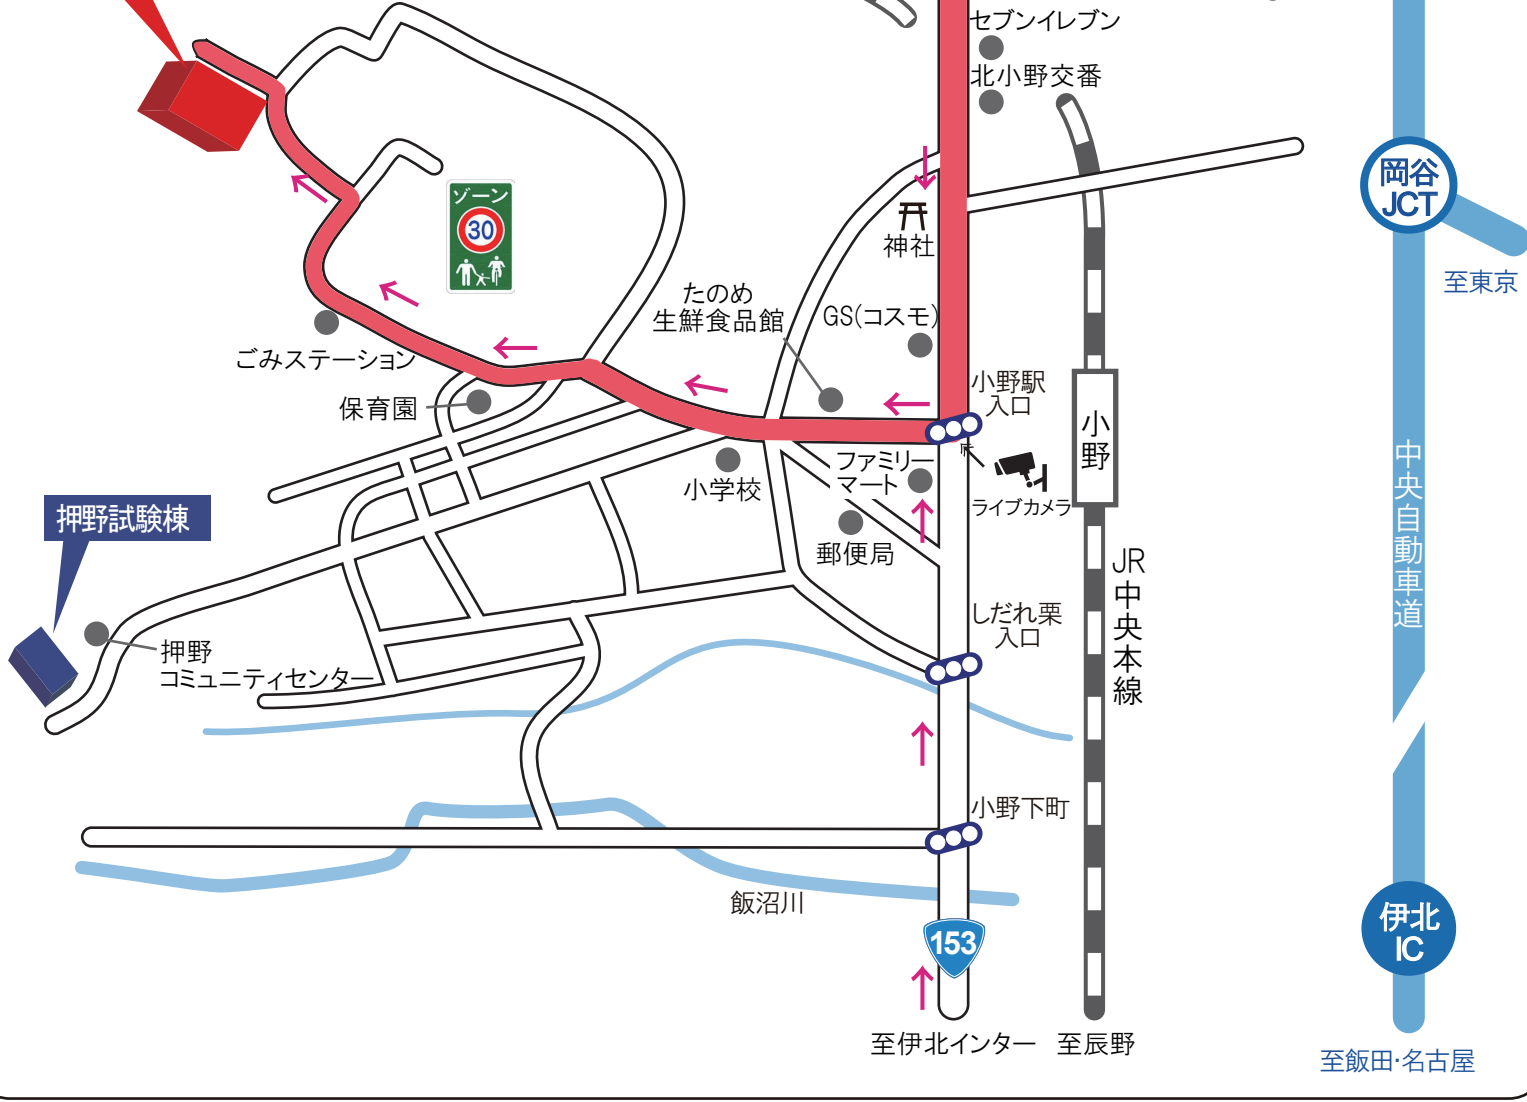 セブンイレブン
北小野交番
岡谷
JCT
ゾーン
30
神社
至東京
たのめ
生鮮食品館
GS(コスモ)
ごみステーション
小野駅
入口
保育園
小野
ファミリー
マート
小学校
ライブカメラ
中央自動車道
押野試験棟
郵便局
JR中央本線
しだれ栗
入口
押野
コミュニティセンター
小野下町
飯沼川
153
伊北
IC
至伊北インター
至辰野
至飯田・名古屋